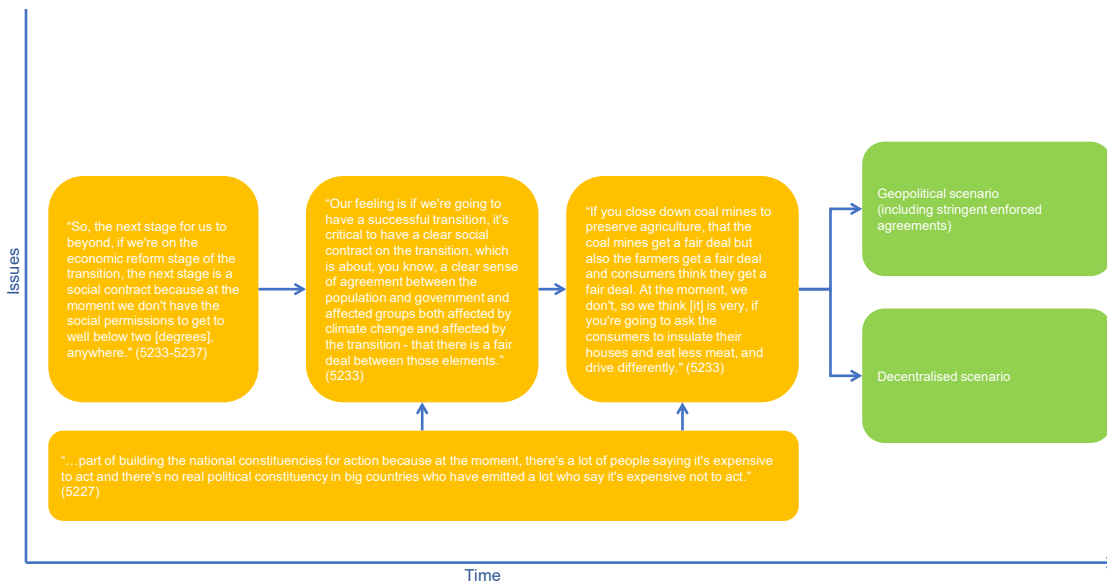 Issues
“So, the next stage for us to
beyond, if we're on the
economic reform stage of the
transition, the next stage is a
social contract because at the
moment we don't have the
social permissions to get to
well below two [degrees],
anywhere.” (5233-5237)
“Our feeling is if we're going to
have a successful transition, it's
critical to have a clear social
contract on the transition, which
is about, you know, a clear sense
of agreement between the
population and government and
affected groups both affected by
climate change and affected by
the transition - that there is a fair
deal between those elements.”
(5233)
“If you close down coal mines to
preserve agriculture, that the
coal mines get a fair deal but
also the farmers get a fair deal
and consumers think they get a
fair deal. At the moment, we
don't, so we think [it] is very, if
you're going to ask the
consumers to insulate their
houses and eat less meat, and
drive differently.” (5233)
Geopolitical scenario
(including stringent enforced
agreements)
Decentralised scenario
“…part of building the national constituencies for action because at the moment, there's a lot of people saying it's expensive
to act and there's no real political constituency in big countries who have emitted a lot who say it's expensive not to act.”
(5227)
Time